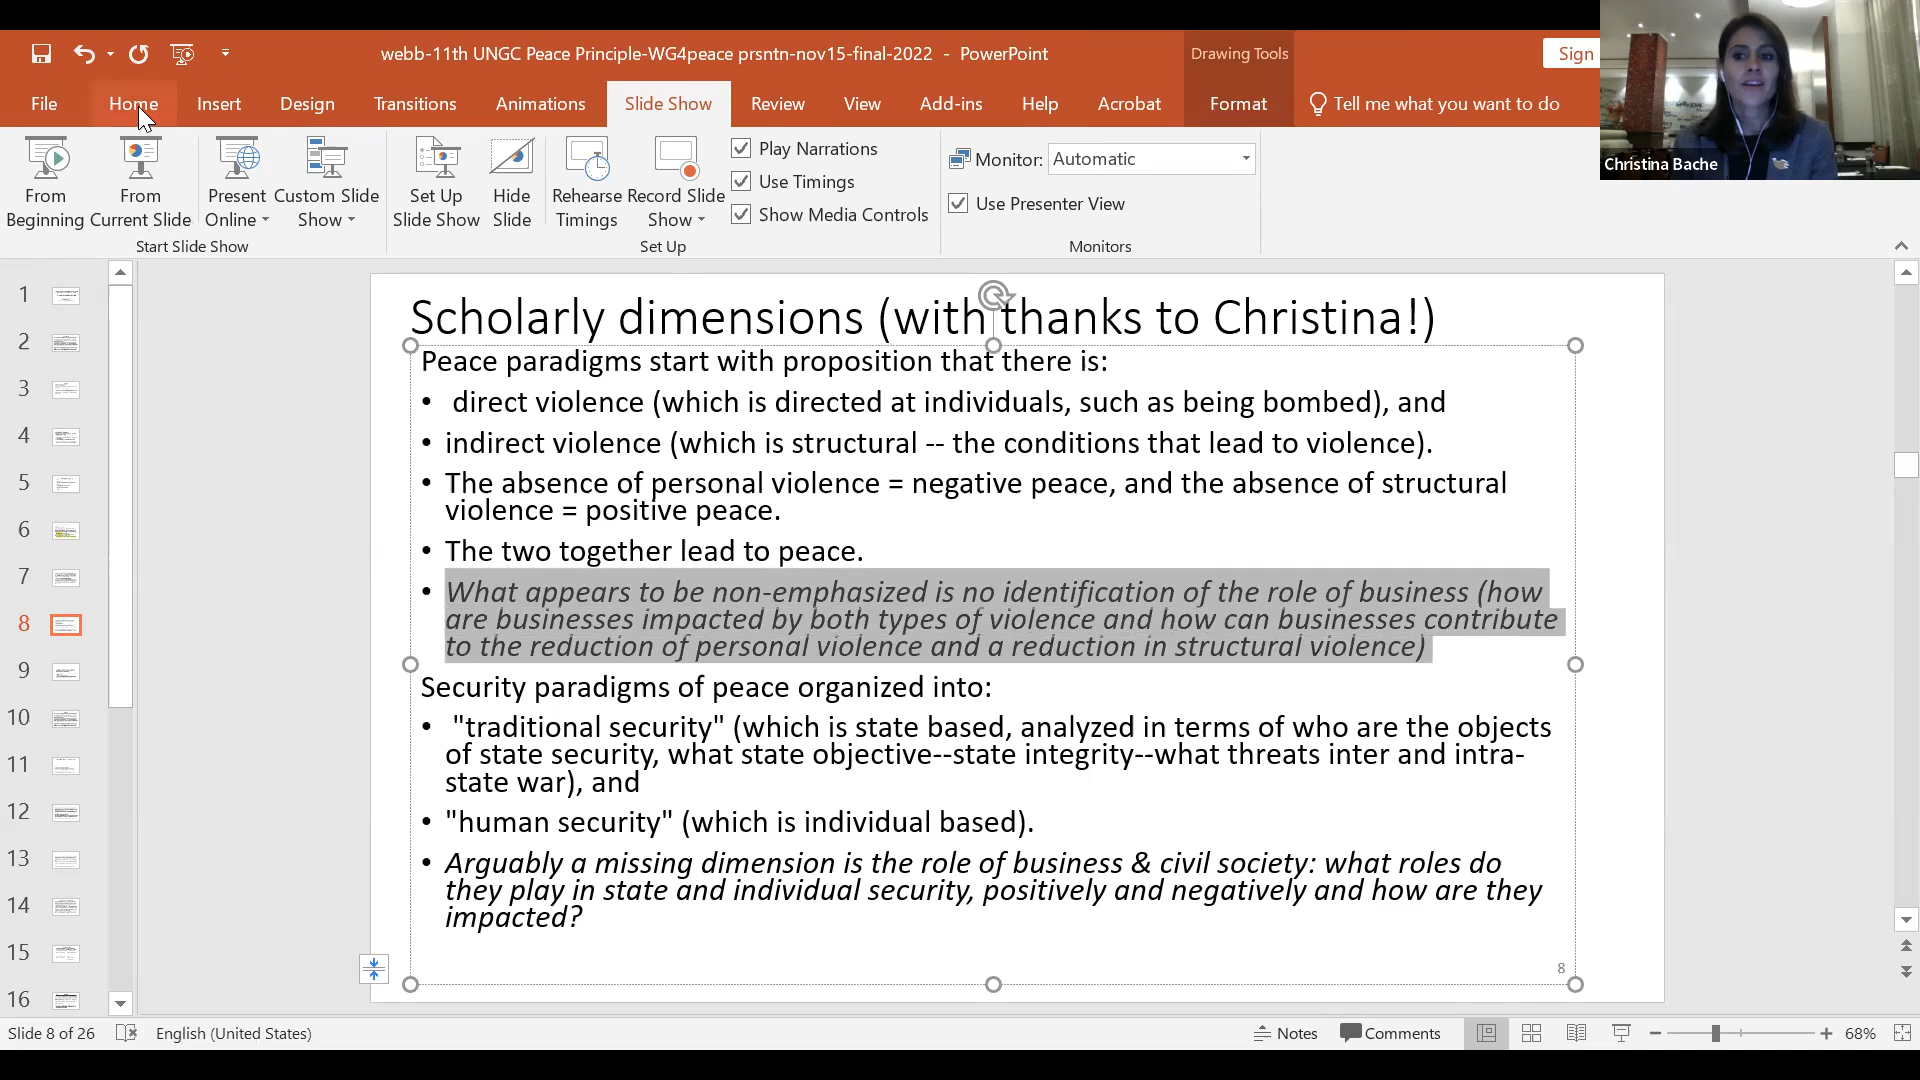 webb-11th UNGC Peace Principle-WG4peace prsntn-nov15-final-2022 - PowerPoint
Drawing Tools
Sign
File
Home
Insert
Design
Transitions
Animations
Slide Show
Review
View
Add-ins
Help
Acrobat
Format
Tell me what you want to do
Christina Bache
From Beginning
From Current Slide
Present Online
Custom Slide Show
Set Up Slide Show
Hide Slide
Rehearse Timings
Record Slide Show
Play Narrations
Use Timings
Show Media Controls
Monitor: Automatic
Use Presenter View
Start Slide Show
Set Up
Monitors
1
2
3
4
5
6
7
8
9
10
11
12
13
14
15
16
Scholarly dimensions (with thanks to Christina!)
Peace paradigms start with proposition that there is:
• direct violence (which is directed at individuals, such as being bombed), and
• indirect violence (which is structural -- the conditions that lead to violence).
• The absence of personal violence = negative peace, and the absence of structural
violence = positive peace.
• The two together lead to peace.
• What appears to be non-emphasized is no identification of the role of business (how
are businesses impacted by both types of violence and how can businesses contribute
to the reduction of personal violence and a reduction in structural violence)
Security paradigms of peace organized into:
• "traditional security" (which is state based, analyzed in terms of who are the objects
of state security, what state objective--state integrity--what threats inter and intra-
state war), and
• "human security" (which is individual based).
• Arguably a missing dimension is the role of business & civil society: what roles do
they play in state and individual security, positively and negatively and how are they
impacted?
8
Slide 8 of 26
English (United States)
Notes
Comments
68%